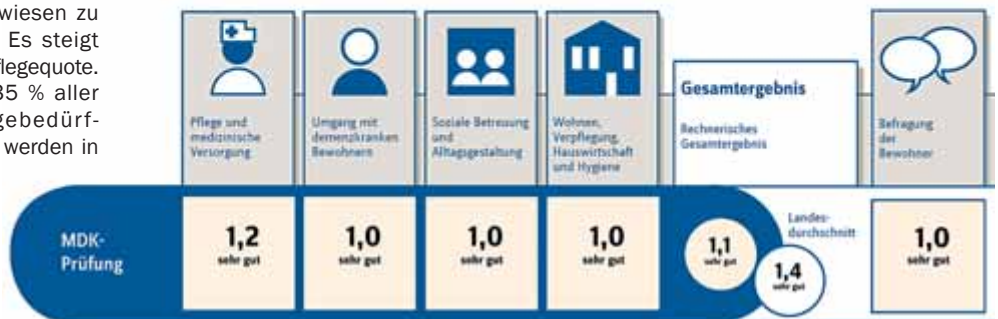 wiesen zu
Es steigt
flegequote.
35 % aller
gebedürf-
werden in
Pflege und
medizinische
Versorgung
Umgang mit
demenzkranken
Bewohnern
Soziale Betreuung
und
Alltagsgestaltung
Wohnen,
Verpflegung,
Hauswirtschaft
und Hygiene
Gesamtergebnis
Rechnerisches
Gesamtergebnis
Befragung
der
Bewohner
MDK-
Prüfung
1,2
sehr gut
1,0
sehr gut
1,0
sehr gut
1,0
sehr gut
1,1
sehr gut
Landes-
durchschnitt
1,4
sehr gut
1,0
sehr gut